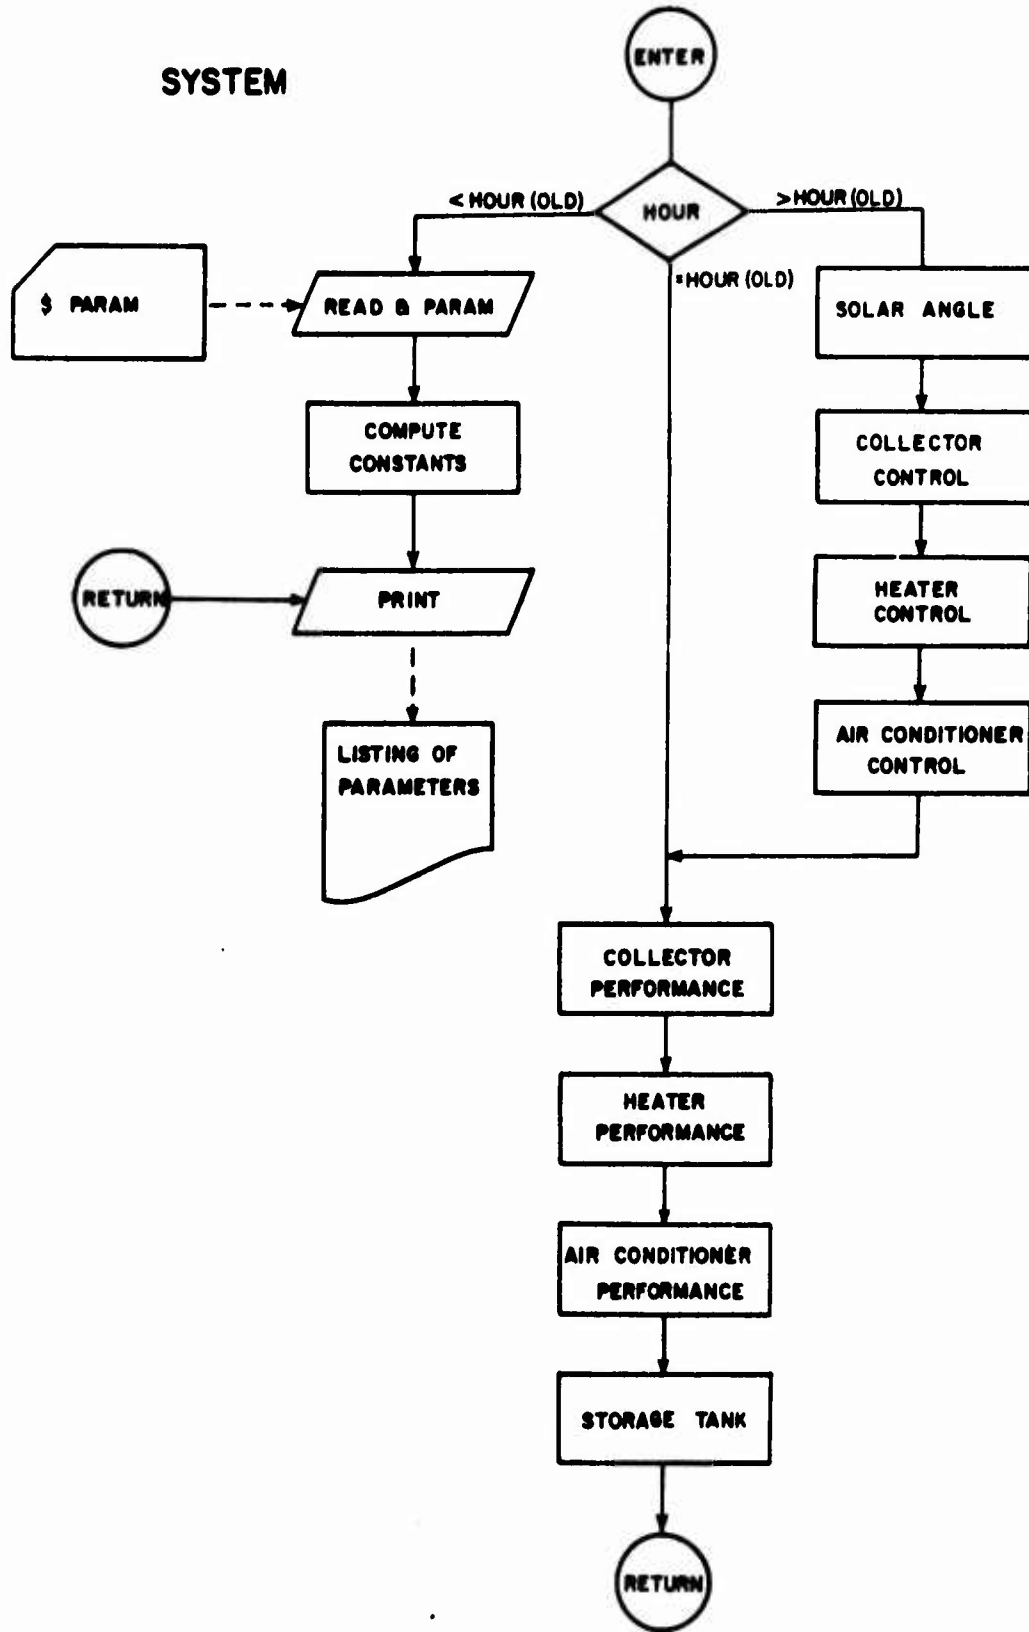 SYSTEM
ENTER
HOUR
< HOUR (OLD)
>HOUR (OLD)
=HOUR (OLD)
$ PARAM
READ & PARAM
COMPUTE
CONSTANTS
RETURN
PRINT
LISTING OF
PARAMETERS
SOLAR ANGLE
COLLECTOR
CONTROL
HEATER
CONTROL
AIR CONDITIONER
CONTROL
COLLECTOR
PERFORMANCE
HEATER
PERFORMANCE
AIR CONDITIONER
PERFORMANCE
STORAGE TANK
RETURN